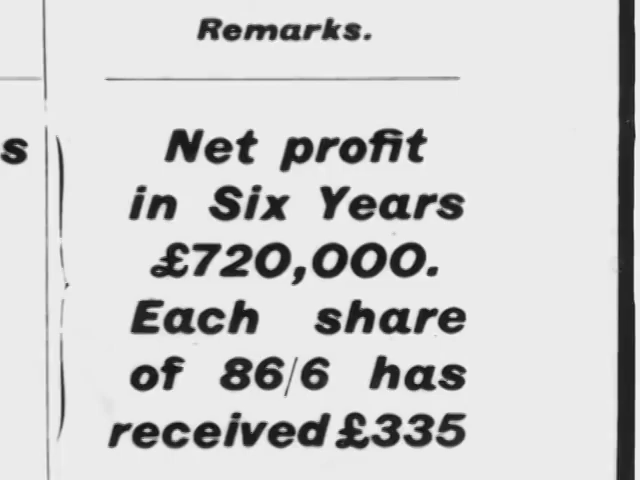 Remarks.
s
Net profit
in Six Years
£720,000.
Each share
of 86/6 has
received £335